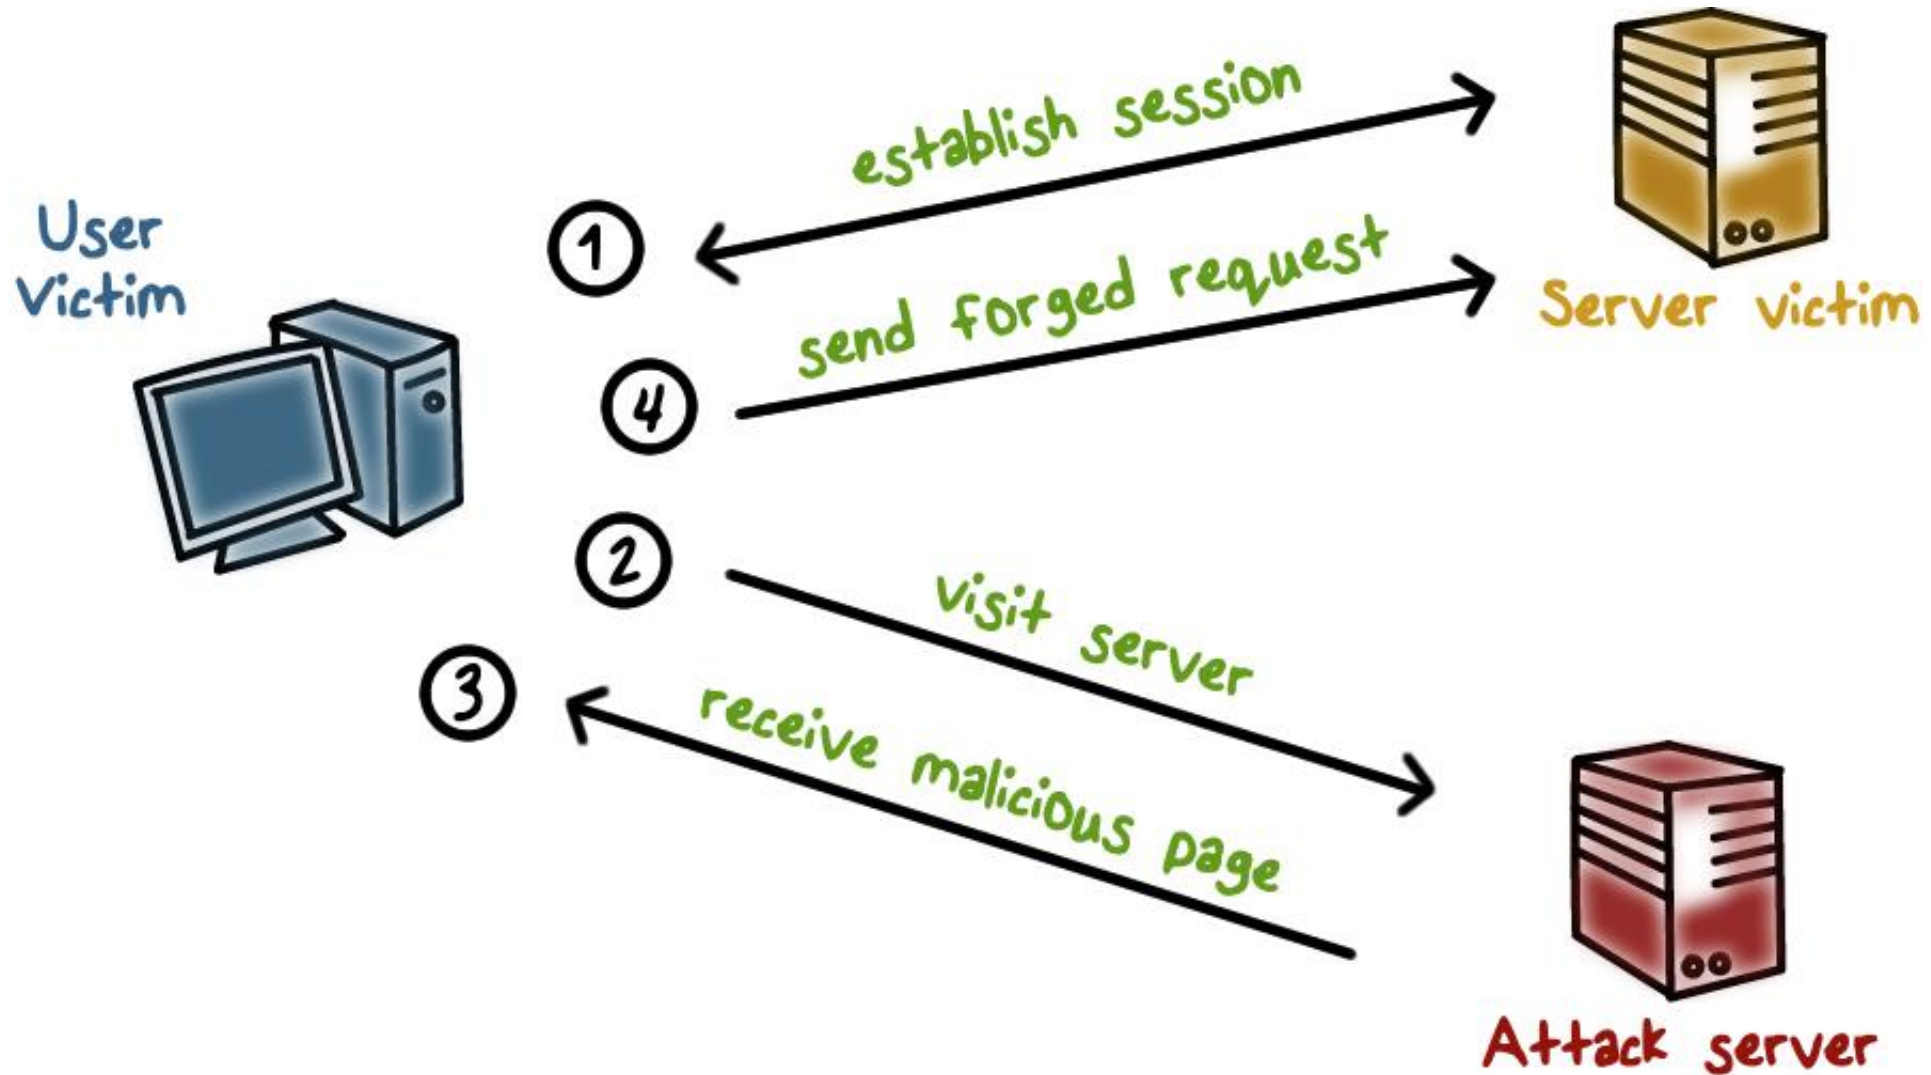 establish session
User
Victim
1
send forged request
Server victim
4
2
visit server
3
receive malicious page
Attack server